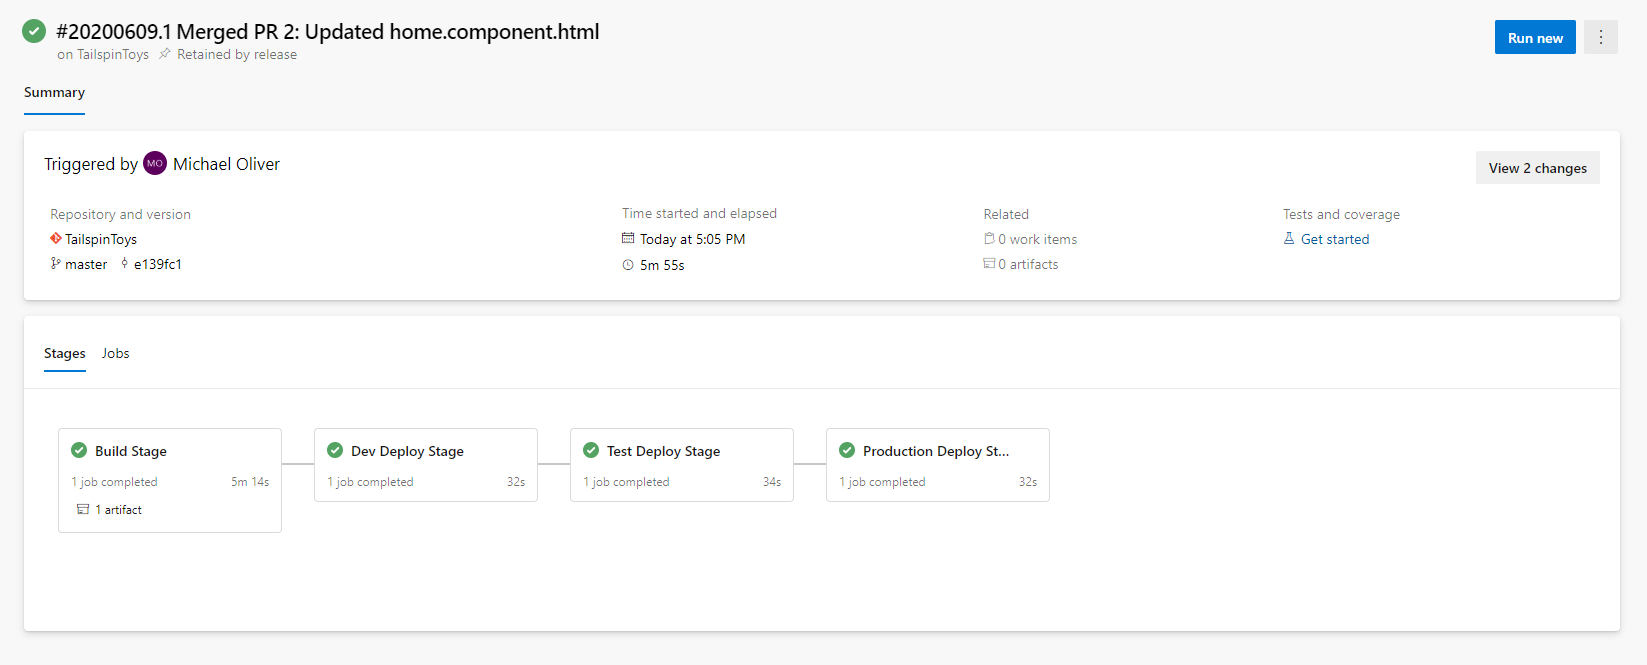 #20200609.1 Merged PR 2: Updated home.component.html
on TailspinToys Retained by release
Run new
Summary
Triggered by MO Michael Oliver
View 2 changes
Repository and version
TailspinToys
master e139fc1
Time started and elapsed
Today at 5:05 PM
5m 55s
Related
0 work items
0 artifacts
Tests and coverage
Get started
Stages Jobs
Build Stage
1 job completed 5m 14s
1 artifact
Dev Deploy Stage
1 job completed 32s
Test Deploy Stage
1 job completed 34s
Production Deploy St...
1 job completed 32s